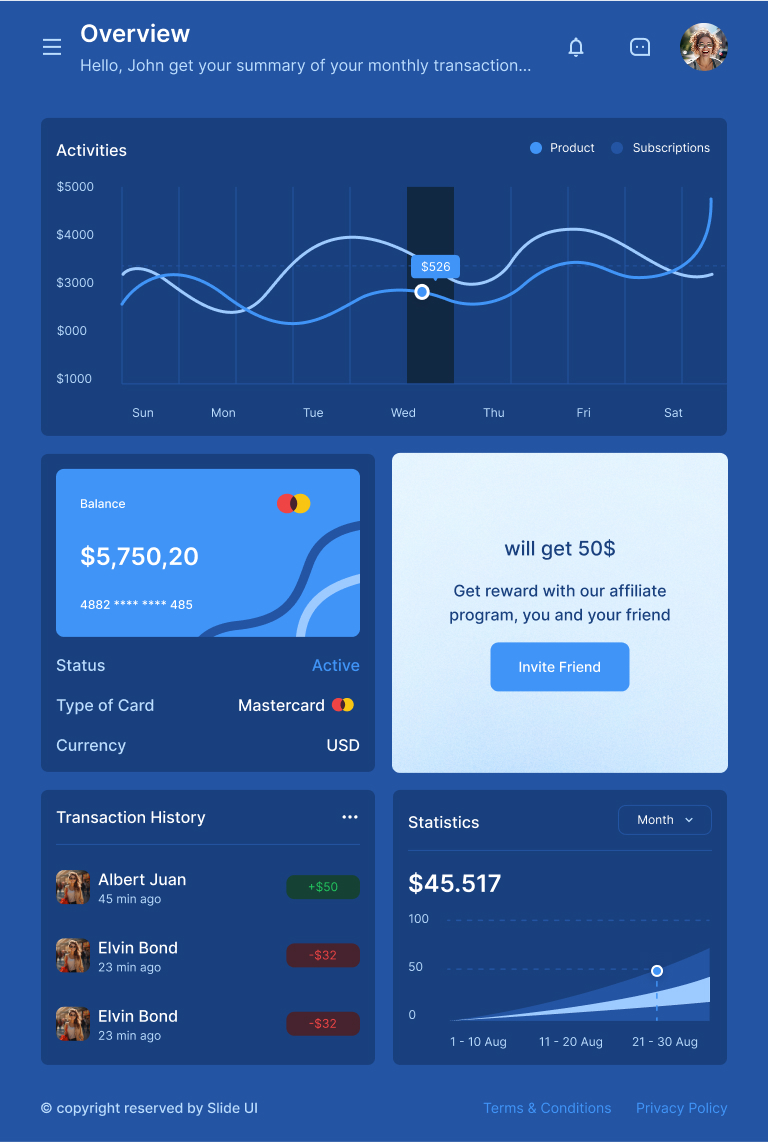 Overview
Hello, John get your summary of your monthly transaction...
Activities
Product
Subscriptions
$5000
$4000
$3000
$000
$1000
$526
Sun
Mon
Tue
Wed
Thu
Fri
Sat
Balance
$5,750,20
4882 **** **** 485
Status
Active
Type of Card
Mastercard
Currency
USD
will get 50$
Get reward with our affiliate
program, you and your friend
Invite Friend
Transaction History
Albert Juan
45 min ago
+$50
Elvin Bond
23 min ago
-$32
Elvin Bond
23 min ago
-$32
Statistics
Month
$45.517
100
50
0
1 - 10 Aug
11 - 20 Aug
21 - 30 Aug
© copyright reserved by Slide UI
Terms & Conditions
Privacy Policy